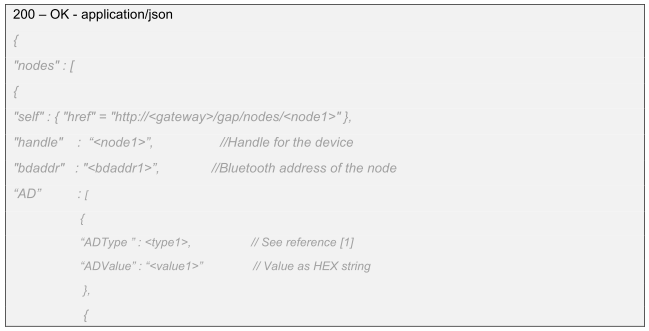 200 – OK - application/json
{
"nodes" : [
{
"self" : { "href" = "http://<gateway>/gap/nodes/<node1>" },
"handle" : “<node1>”, //Handle for the device
"bdaddr" : "<bdaddr1>”, //Bluetooth address of the node
“AD” : [
{
“ADType ” : <type1>, // See reference [1]
“ADValue” : “<value1>” // Value as HEX string
},
{